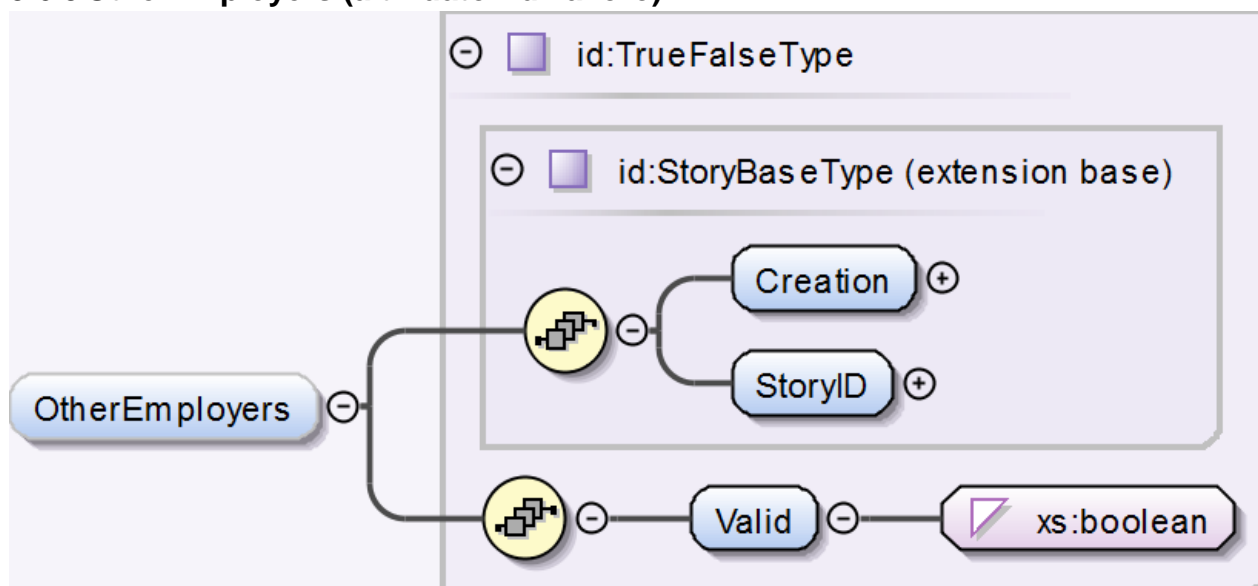 id:TrueFalseType
id:StoryBaseType (extension base)
Creation
StoryID
OtherEmployers
Valid
xs:boolean